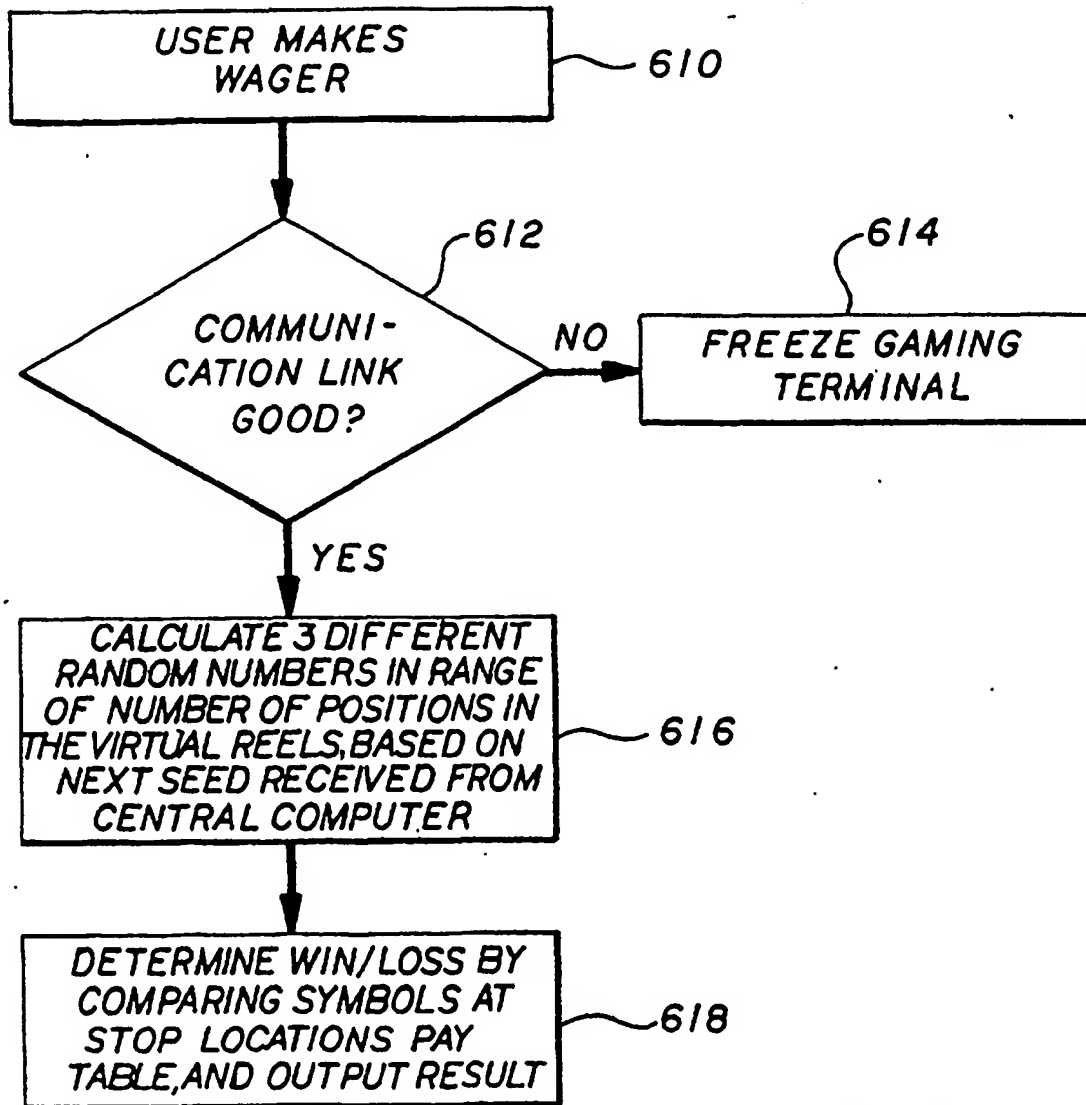 USER MAKES
WAGER
610
612
COMMUNI-
CATION LINK
GOOD?
NO
614
FREEZE GAMING
TERMINAL
YES
CALCULATE 3 DIFFERENT
RANDOM NUMBERS IN RANGE
OF NUMBER OF POSITIONS IN
THE VIRTUAL REELS, BASED ON
NEXT SEED RECEIVED FROM
CENTRAL COMPUTER
616
DETERMINE WIN/LOSS BY
COMPARING SYMBOLS AT
STOP LOCATIONS PAY
TABLE, AND OUTPUT RESULT
618